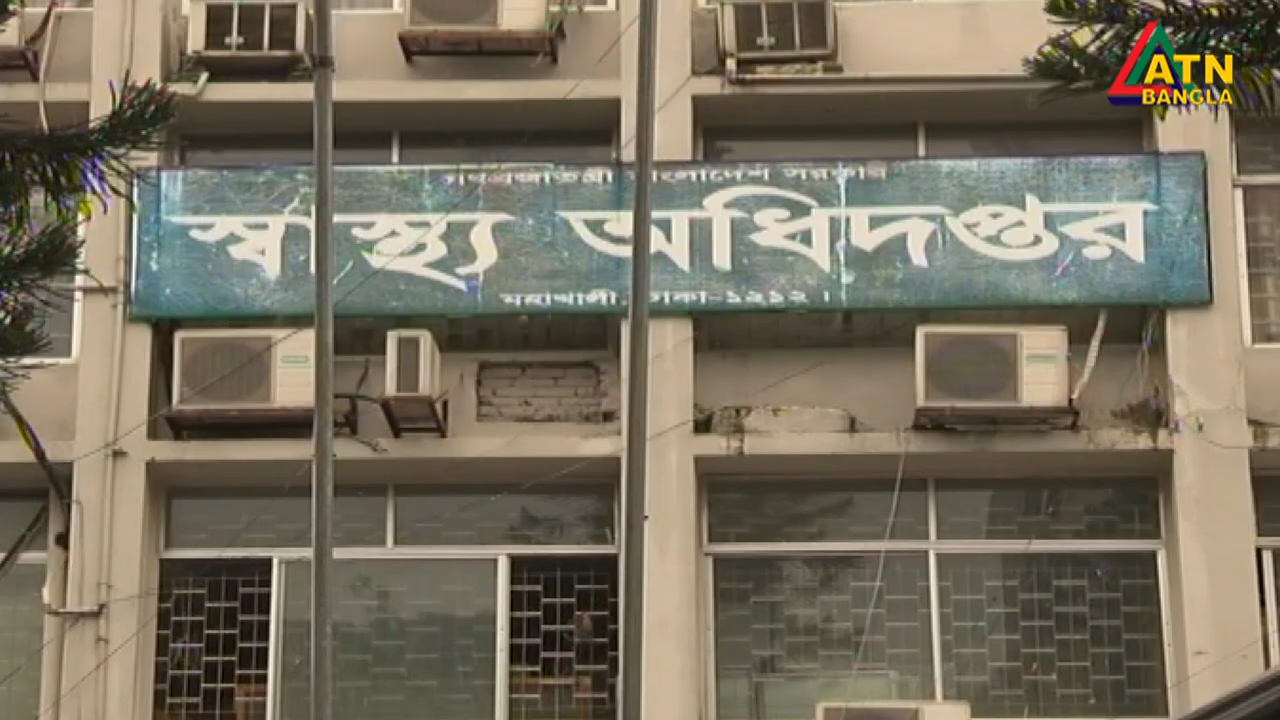 ATN
BANGLA
গণপ্রজাতন্ত্রী বাংলাদেশ সরকার
স্বাস্থ্য অধিদপ্তর
মহাখালী, ঢাকা-১২১২।